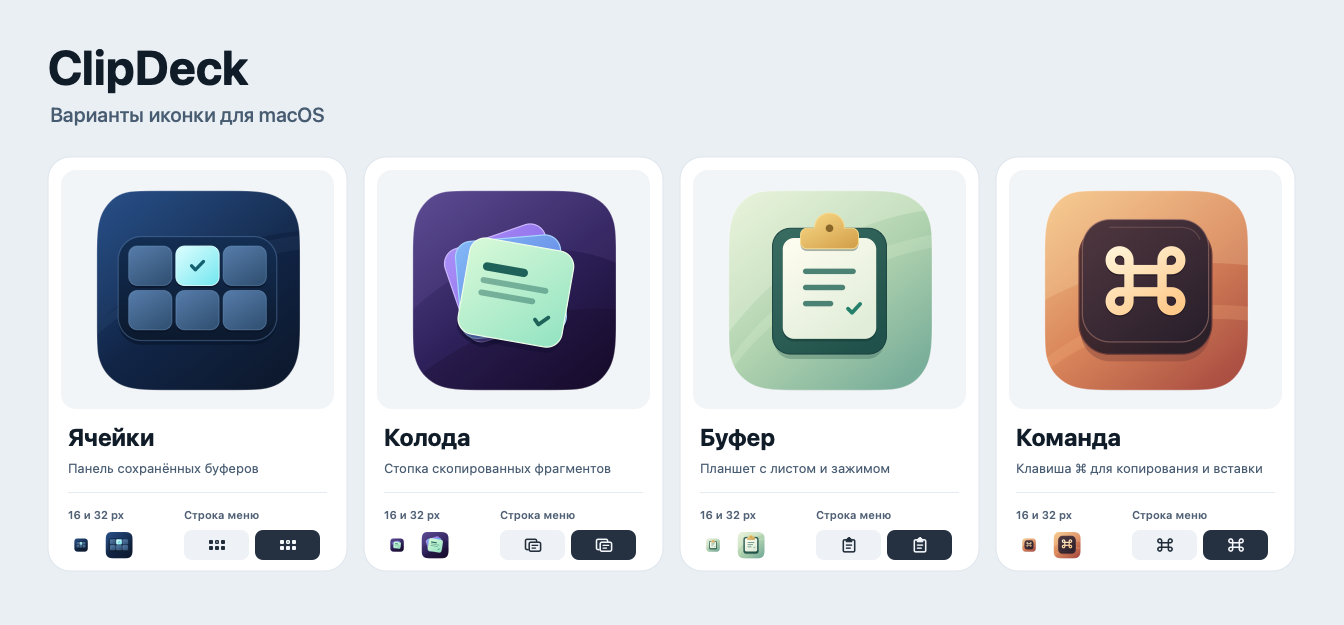 ClipDeck
Варианты иконки для macOS
Ячейки
Панель сохранённых буферов
16 и 32 px
Строка меню
Колода
Стопка скопированных фрагментов
16 и 32 px
Строка меню
Буфер
Планшет с листом и зажимом
16 и 32 px
Строка меню
Команда
Клавиша ⌘ для копирования и вставки
16 и 32 px
Строка меню